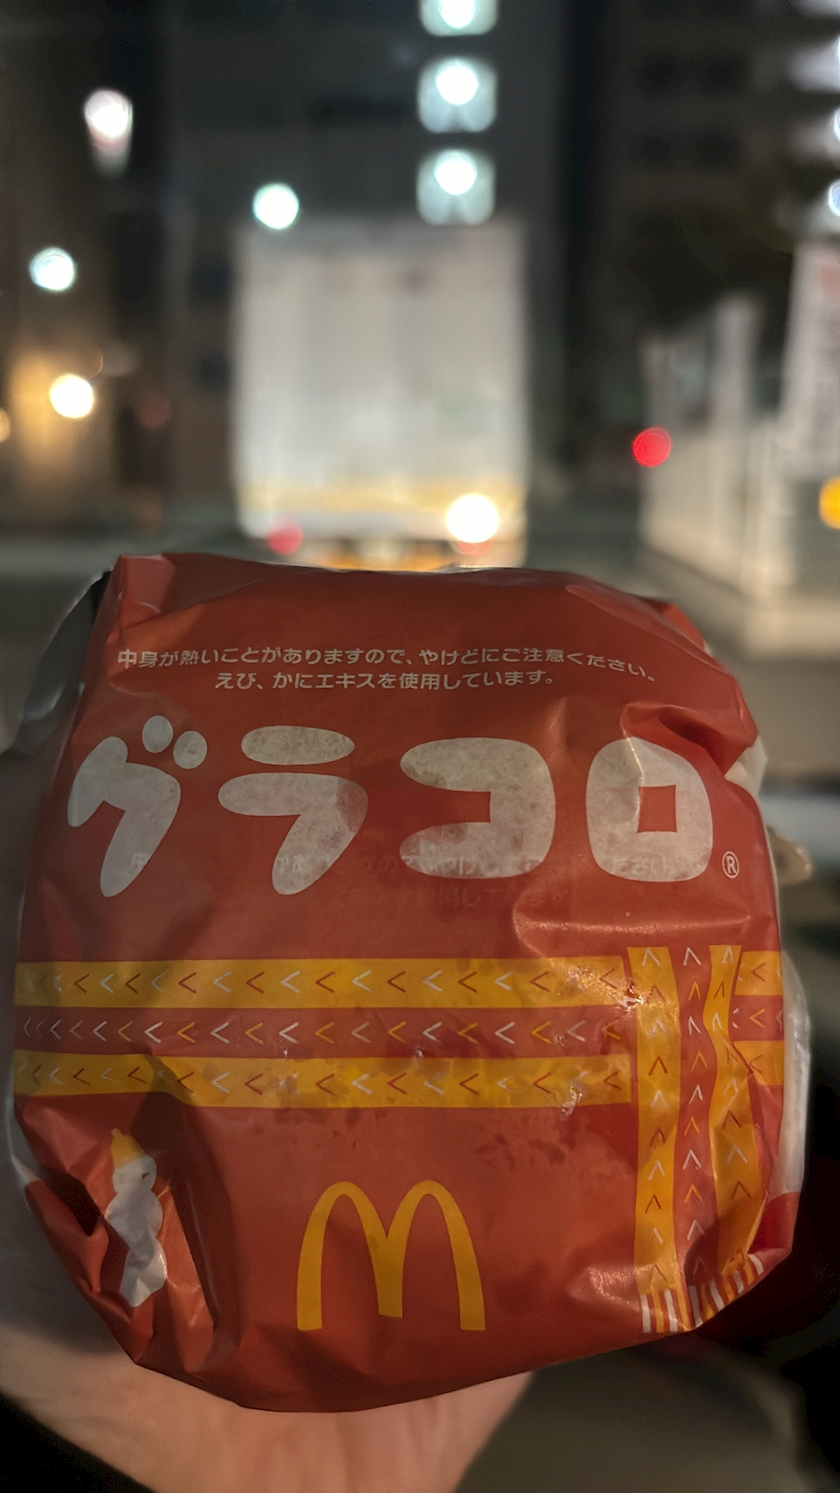 中身が熱いことがありますので、やけどにご注意ください。
えび、かにエキスを使用しています。
グラコロ®